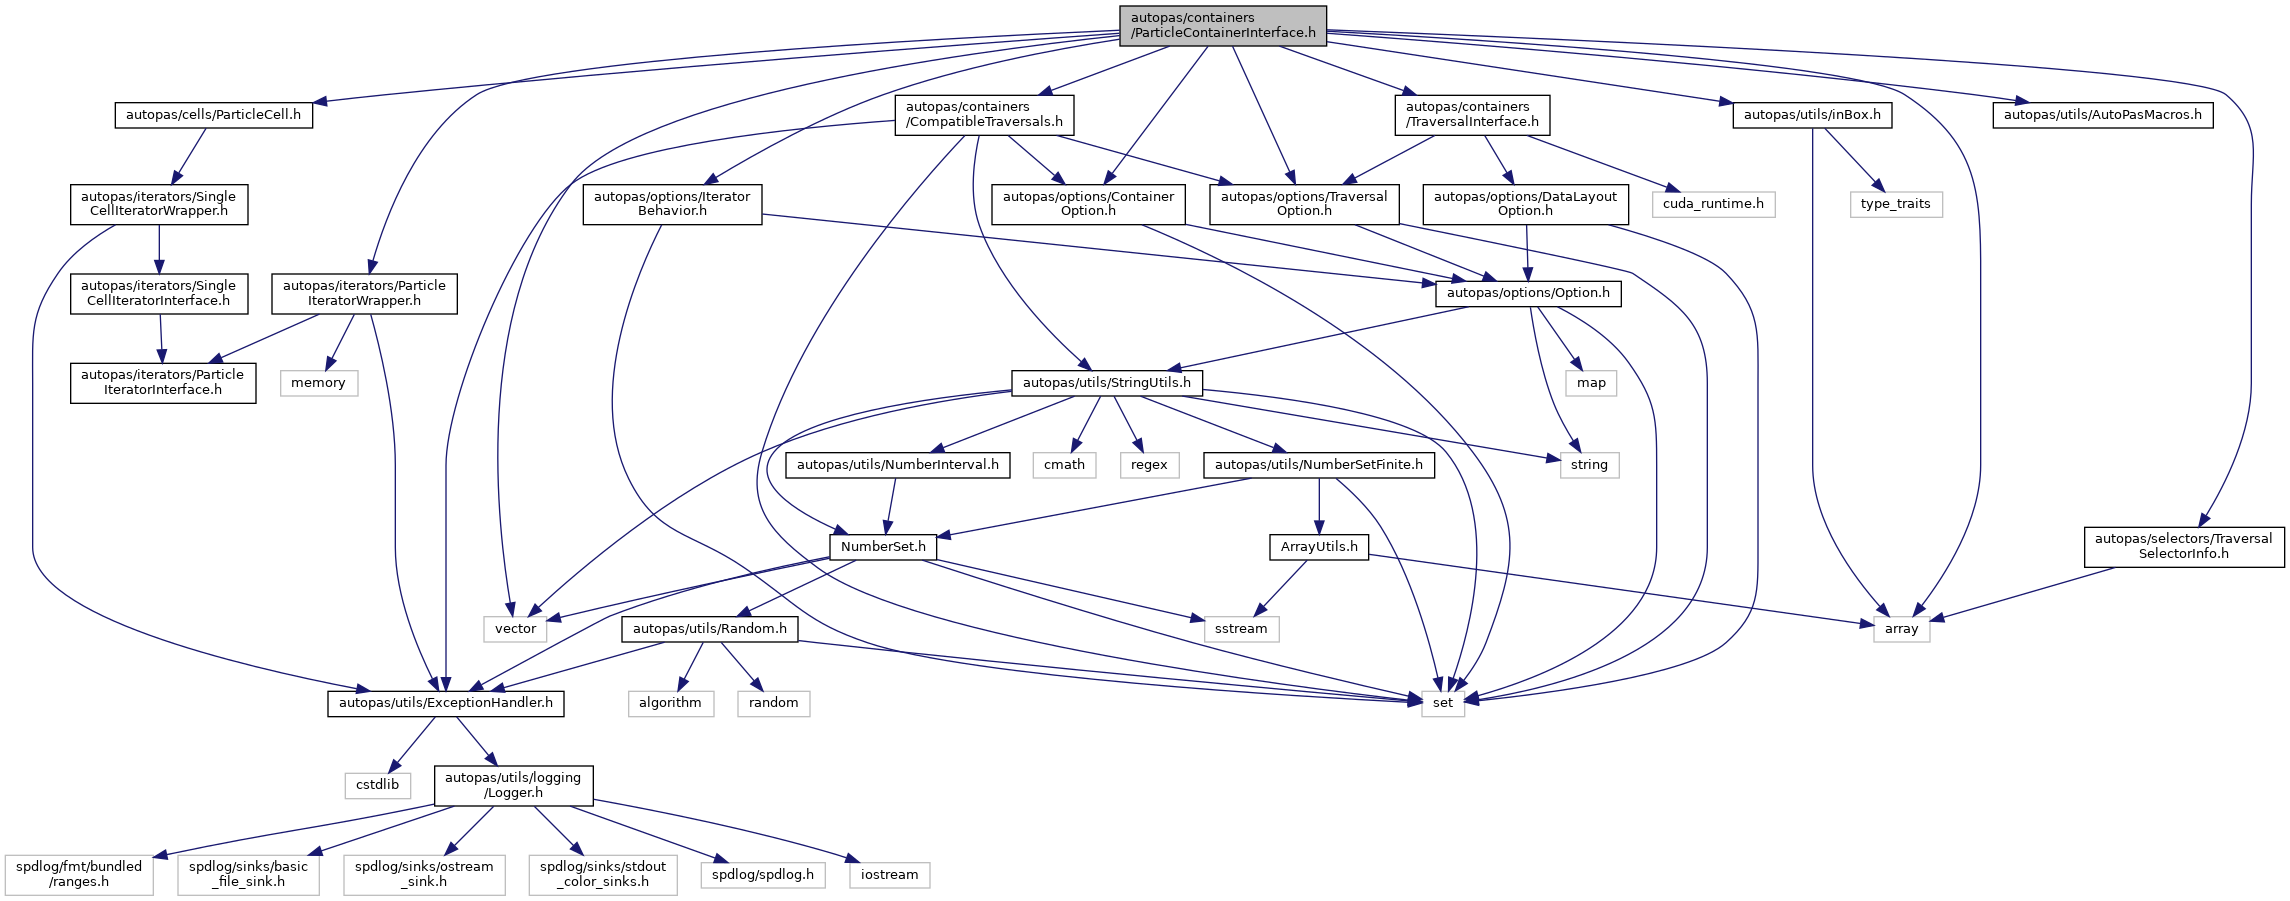 autopas/containers
/ParticleContainerInterface.h
autopas/cells/ParticleCell.h
autopas/containers
/CompatibleTraversals.h
autopas/containers
/TraversalInterface.h
autopas/utils/inBox.h
autopas/utils/AutoPasMacros.h
autopas/iterators/Single
CellIteratorWrapper.h
autopas/options/Iterator
Behavior.h
autopas/options/Container
Option.h
autopas/options/Traversal
Option.h
autopas/options/DataLayout
Option.h
cuda_runtime.h
type_traits
autopas/iterators/Single
CellIteratorInterface.h
autopas/iterators/Particle
IteratorWrapper.h
autopas/options/Option.h
autopas/iterators/Particle
IteratorInterface.h
memory
autopas/utils/StringUtils.h
map
autopas/utils/NumberInterval.h
cmath
regex
autopas/utils/NumberSetFinite.h
string
NumberSet.h
ArrayUtils.h
autopas/selectors/Traversal
SelectorInfo.h
vector
autopas/utils/Random.h
sstream
array
autopas/utils/ExceptionHandler.h
algorithm
random
set
cstdlib
autopas/utils/logging
/Logger.h
spdlog/fmt/bundled
/ranges.h
spdlog/sinks/basic
_file_sink.h
spdlog/sinks/ostream
_sink.h
spdlog/sinks/stdout
_color_sinks.h
spdlog/spdlog.h
iostream